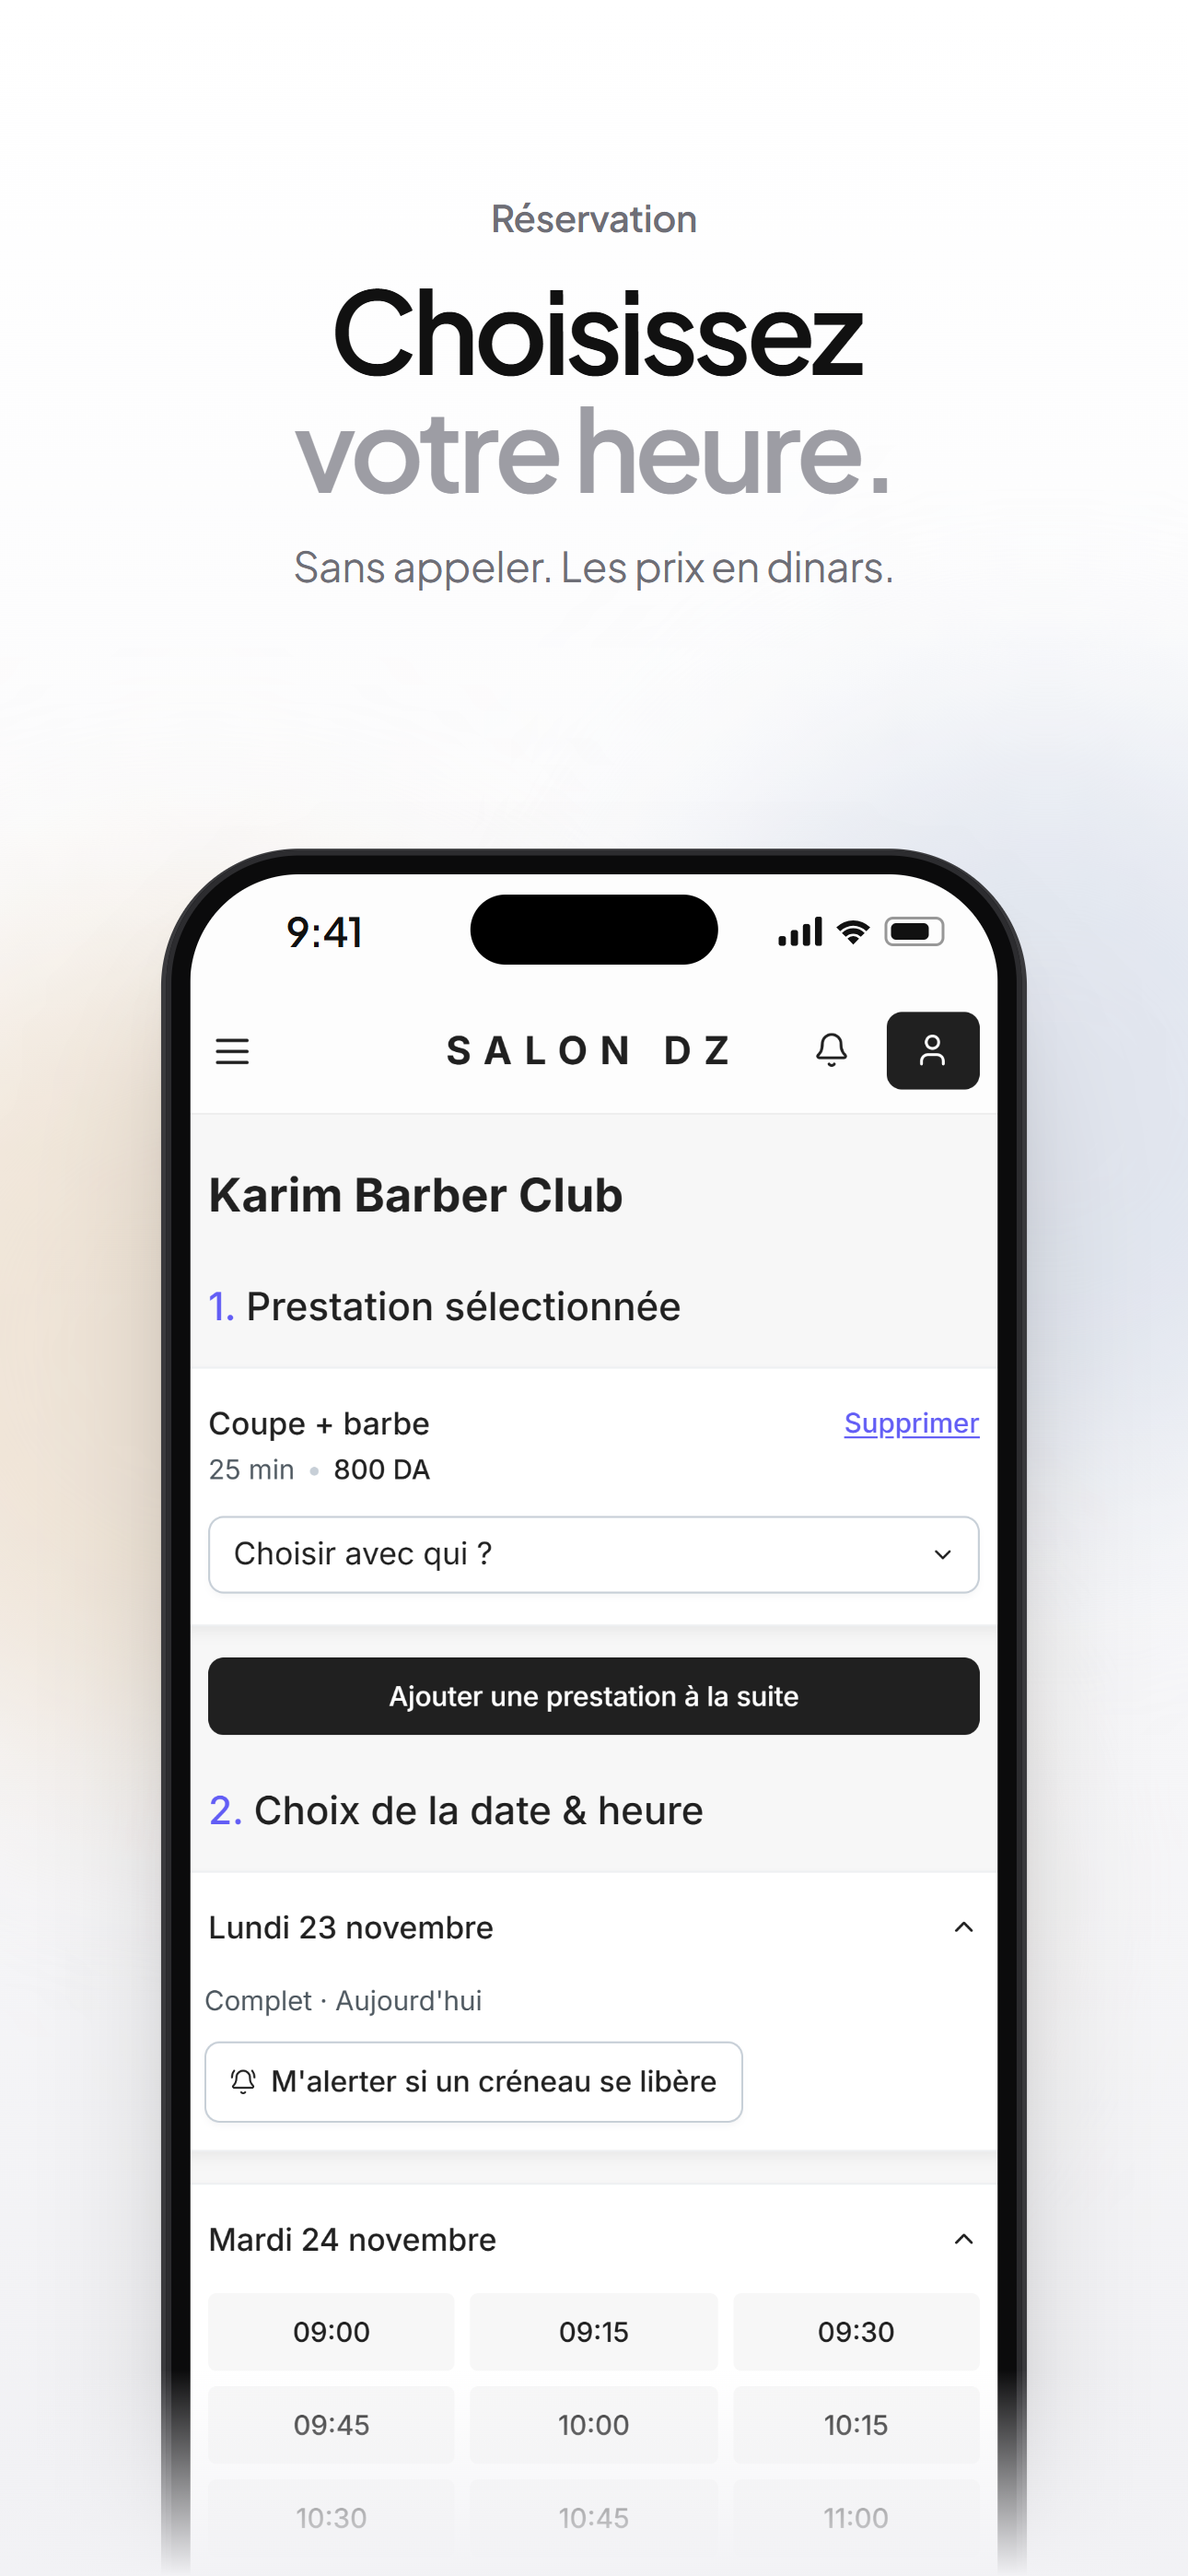 Réservation
Choisissez
votre heure.
Sans appeler. Les prix en dinars.
9:41
SALON DZ
Karim Barber Club
1. Prestation sélectionnée
Coupe + barbe
Supprimer
25 min • 800 DA
Choisir avec qui ?
Ajouter une prestation à la suite
2. Choix de la date & heure
Lundi 23 novembre
Complet · Aujourd'hui
M'alerter si un créneau se libère
Mardi 24 novembre
09:00 09:15 09:30
09:45 10:00 10:15
10:30 10:45 11:00